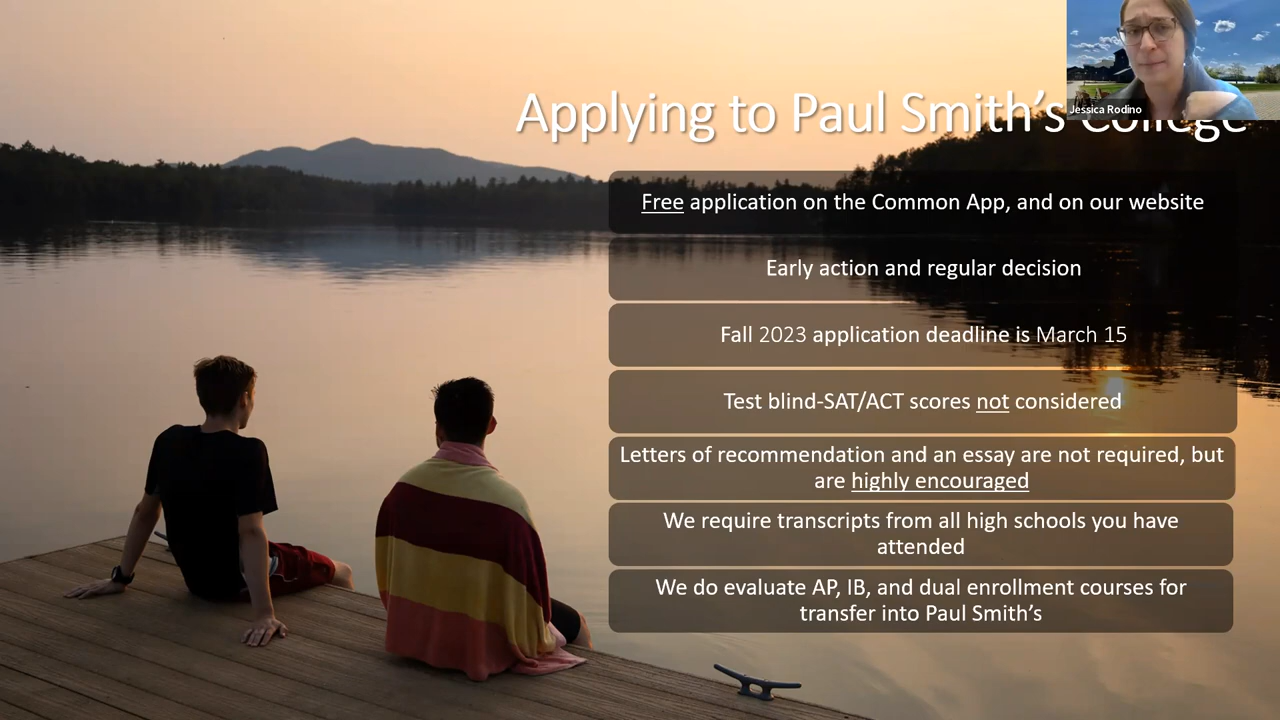 Jessica Rodino
Applying to Paul Smith's College
Free application on the Common App, and on our website
Early action and regular decision
Fall 2023 application deadline is March 15
Test blind-SAT/ACT scores not considered
Letters of recommendation and an essay are not required, but
are highly encouraged
We require transcripts from all high schools you have
attended
We do evaluate AP, IB, and dual enrollment courses for
transfer into Paul Smith’s